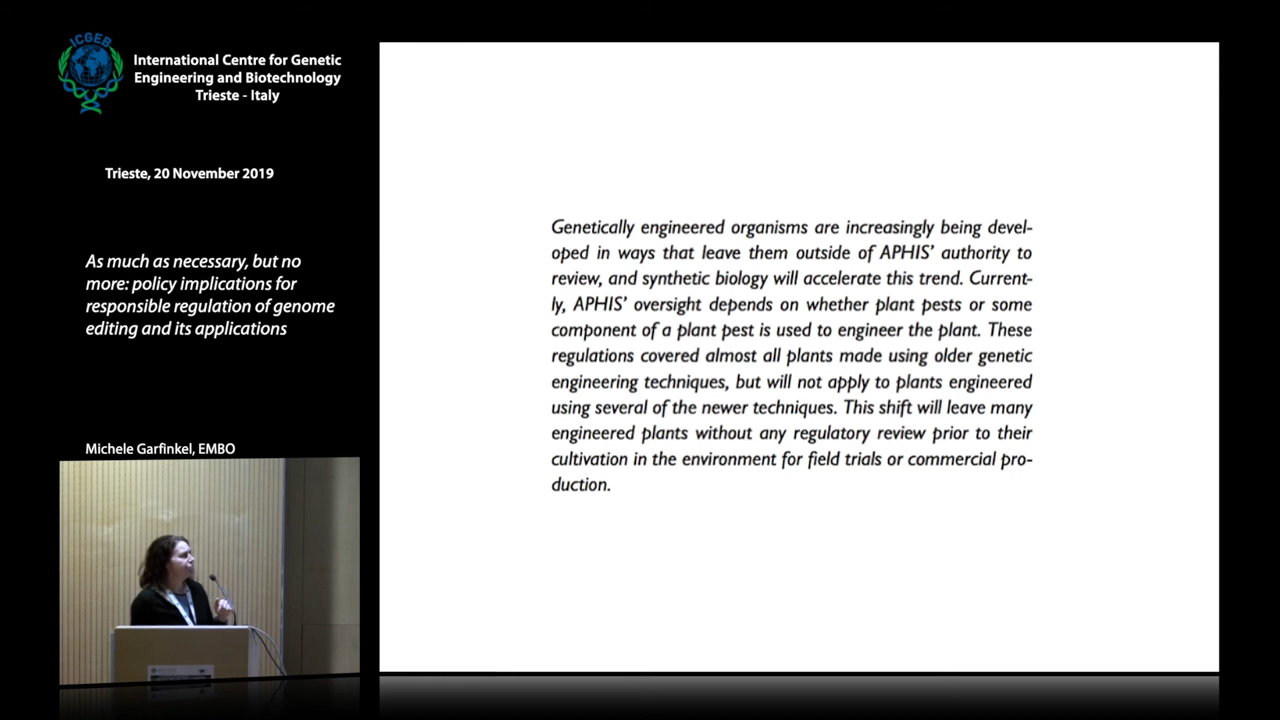 ICGEB
International Centre for Genetic
Engineering and Biotechnology
Trieste - Italy
Trieste, 20 November 2019
As much as necessary, but no
more: policy implications for
responsible regulation of genome
editing and its applications
Michele Garfinkel, EMBO
Genetically engineered organisms are increasingly being devel-
oped in ways that leave them outside of APHIS’ authority to
review, and synthetic biology will accelerate this trend. Current-
ly, APHIS’ oversight depends on whether plant pests or some
component of a plant pest is used to engineer the plant. These
regulations covered almost all plants made using older genetic
engineering techniques, but will not apply to plants engineered
using several of the newer techniques. This shift will leave many
engineered plants without any regulatory review prior to their
cultivation in the environment for field trials or commercial pro-
duction.